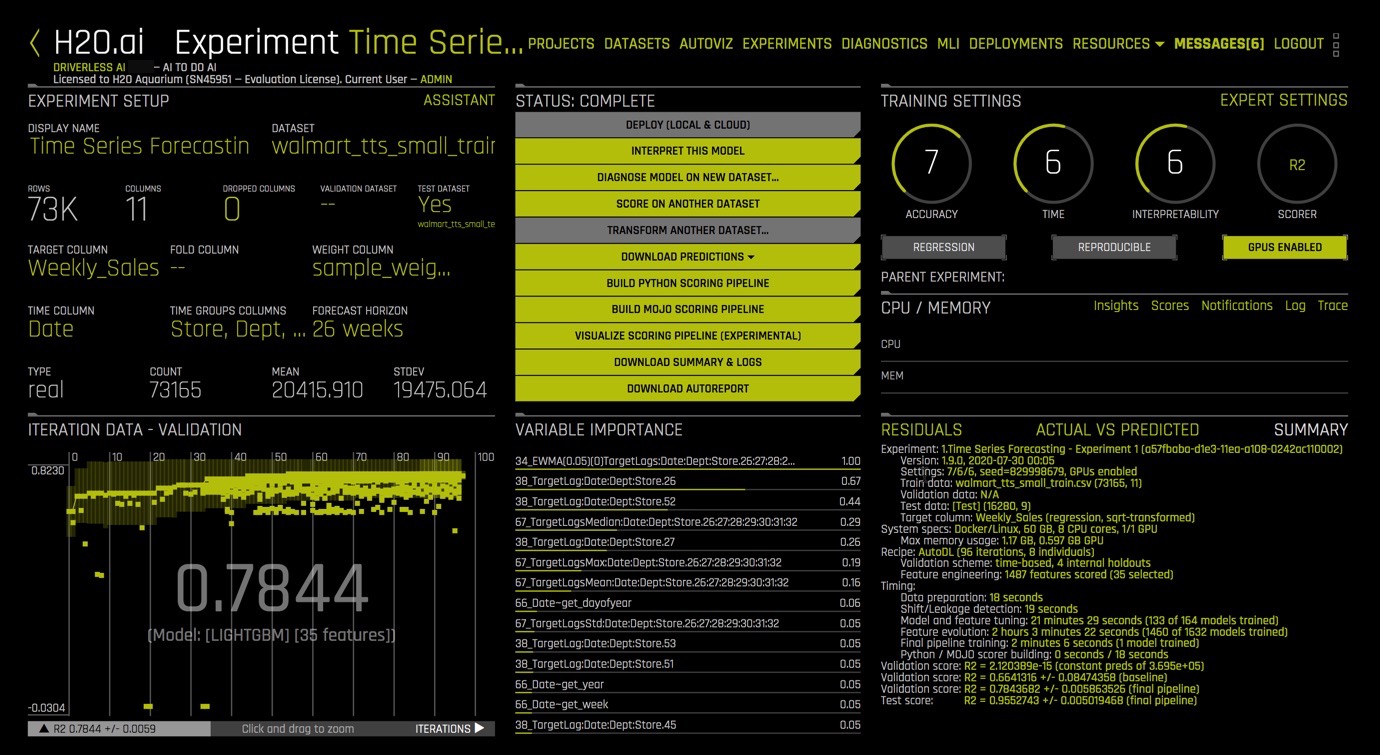 H2O.ai Experiment Time Serie...
PROJECTS DATASETS AUTOVIZ EXPERIMENTS DIAGNOSTICS MLI DEPLOYMENTS RESOURCES MESSAGES[6] LOGOUT
DRIVERLESS AI – AI TO DO AI
Licensed to H2O Aquarium (SN45951 – Evaluation License). Current User – ADMIN
EXPERIMENT SETUP ASSISTANT
DISPLAY NAME DATASET
Time Series Forecastin walmart_tts_small_train
ROWS COLUMNS DROPPED COLUMNS VALIDATION DATASET TEST DATASET
73K 11 0 -- Yes
walmart_tts_small_te
TARGET COLUMN FOLD COLUMN WEIGHT COLUMN
Weekly_Sales -- sample_weig...
TIME COLUMN TIME GROUPS COLUMNS FORECAST HORIZON
Date Store, Dept, ... 26 weeks
TYPE COUNT MEAN STDEV
real 73165 20415.910 19475.064
STATUS: COMPLETE
DEPLOY (LOCAL & CLOUD)
INTERPRET THIS MODEL
DIAGNOSE MODEL ON NEW DATASET...
SCORE ON ANOTHER DATASET
TRANSFORM ANOTHER DATASET...
DOWNLOAD PREDICTIONS
BUILD PYTHON SCORING PIPELINE
BUILD MOJO SCORING PIPELINE
VISUALIZE SCORING PIPELINE (EXPERIMENTAL)
DOWNLOAD SUMMARY & LOGS
DOWNLOAD AUTOREPORT
TRAINING SETTINGS EXPERT SETTINGS
7 6 6 R2
ACCURACY TIME INTERPRETABILITY SCORER
REGRESSION REPRODUCIBLE GPUS ENABLED
PARENT EXPERIMENT:
CPU / MEMORY Insights Scores Notifications Log Trace
CPU
MEM
ITERATION DATA - VALIDATION
0 10 20 30 40 50 60 70 80 90 100
0.8230
0.7844
(Model: [LIGHTGBM] [35 features])
-0.0304
R2 0.7844 +/- 0.0059 Click and drag to zoom ITERATIONS
VARIABLE IMPORTANCE
34_EWMA(0.05)(0)TargetLags:Date:Dept:Store.26:27:28:2... 1.00
38_TargetLag:Date:Dept:Store.26 0.67
38_TargetLag:Date:Dept:Store.52 0.44
67_TargetLagsMedian:Date:Dept:Store.26:27:28:29:30:31:32 0.29
38_TargetLag:Date:Dept:Store.27 0.26
67_TargetLagsMax:Date:Dept:Store.26:27:28:29:30:31:32 0.19
67_TargetLagsMean:Date:Dept:Store.26:27:28:29:30:31:32 0.16
66_Date~get_dayofyear 0.06
67_TargetLagsStd:Date:Dept:Store.26:27:28:29:30:31:32 0.05
38_TargetLag:Date:Dept:Store.53 0.05
38_TargetLag:Date:Dept:Store.51 0.05
66_Date~get_year 0.05
66_Date~get_week 0.05
38_TargetLag:Date:Dept:Store.45 0.05
RESIDUALS ACTUAL VS PREDICTED SUMMARY
Experiment: 1.Time Series Forecasting - Experiment 1 (a57fbaba-d1e3-11ea-a108-0242ac110002)
Version: 1.9.0, 2020-07-30 00:05
Settings: 7/6/6, seed=829998679, GPUs enabled
Train data: walmart_tts_small_train.csv (73165, 11)
Validation data: N/A
Test data: [Test] (16280, 9)
Target column: Weekly_Sales (regression, sqrt-transformed)
System specs: Docker/Linux, 60 GB, 8 CPU cores, 1/1 GPU
Max memory usage: 1.17 GB, 0.597 GB GPU
Recipe: AutoDL (96 iterations, 8 individuals)
Validation scheme: time-based, 4 internal holdouts
Feature engineering: 1487 features scored (35 selected)
Timing:
Data preparation: 18 seconds
Shift/Leakage detection: 19 seconds
Model and feature tuning: 21 minutes 29 seconds (133 of 164 models trained)
Feature evolution: 2 hours 3 minutes 22 seconds (1460 of 1632 models trained)
Final pipeline training: 2 minutes 6 seconds (1 model trained)
Python / MOJO scorer building: 0 seconds / 18 seconds
Validation score: R2 = 2.120389e-15 (constant preds of 3.695e+05)
Validation score: R2 = 0.6641316 +/- 0.08474358 (baseline)
Validation score: R2 = 0.7843682 +/- 0.005863526 (final pipeline)
Test score: R2 = 0.9552743 +/- 0.005019468 (final pipeline)